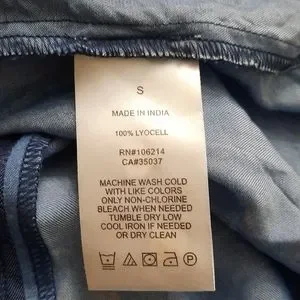 S
MADE IN INDIA
100% LYOCELL
RN#106214
CA#35037
MACHINE WASH COLD
WITH LIKE COLORS
ONLY NON-CHLORINE
BLEACH WHEN NEEDED
TUMBLE DRY LOW
COOL IRON IF NEEDED
OR DRY CLEAN